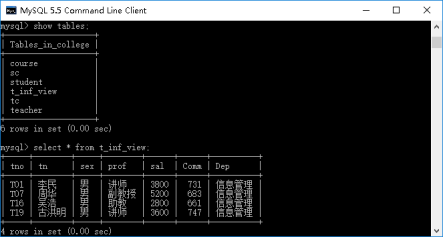 MySQL 5.5 Command Line Client
mysql> show tables;
Tables_in_college
course
sc
student
t_inf_view
tc
teacher
6 rows in set (0.00 sec)
mysql> select * from t_inf_view;
tno | tn | sex | prof | sal | Comm | Dep
T01 | 李民 | 男 | 讲师 | 3800 | 731 | 信息管理
T07 | 周华 | 男 | 副教授 | 5200 | 683 | 信息管理
T16 | 吴浩 | 男 | 助教 | 2800 | 661 | 信息管理
T19 | 古洪明 | 男 | 讲师 | 3600 | 747 | 信息管理
4 rows in set (0.00 sec)